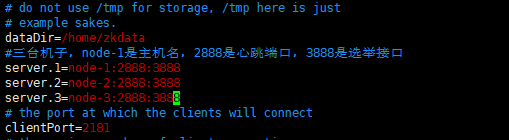 # do not use /tmp for storage, /tmp here is just
# example sakes.
dataDir=/home/zkdata
#三台机子，node-1是主机名，2888是心跳端口，3888是选举接口
server.1=node-1:2888:3888
server.2=node-2:2888:3888
server.3=node-3:2888:3888
# the port at which the clients will connect
clientPort=2181